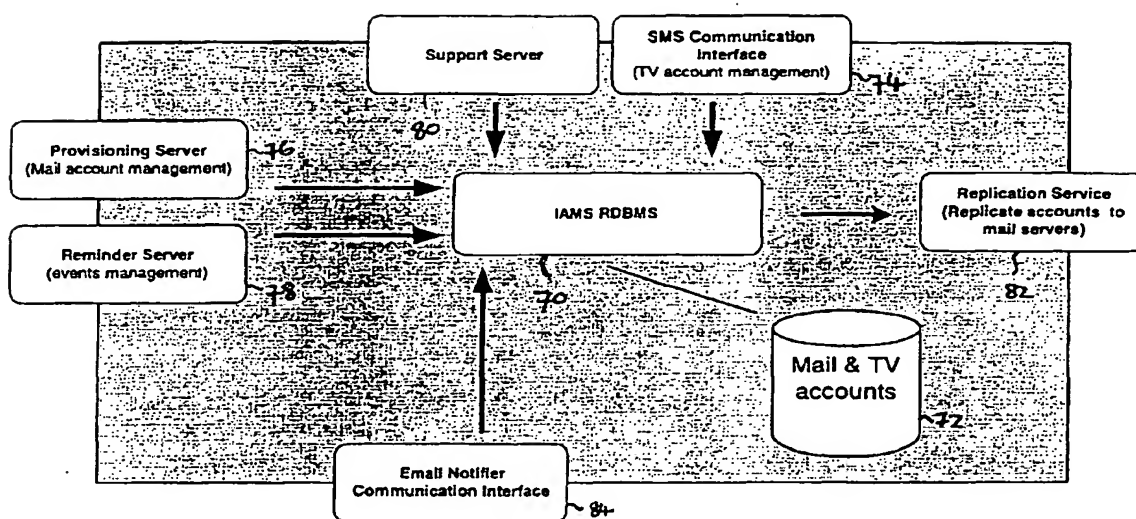 Support Server
80
SMS Communication
Interface
(TV account management)
74
Provisioning Server
(Mail account management)
76
Reminder Server
(events management)
78
IAMS RDBMS
70
Replication Service
(Replicate accounts to
mail servers)
82
Mail & TV
accounts
72
Email Notifier
Communication Interface
84